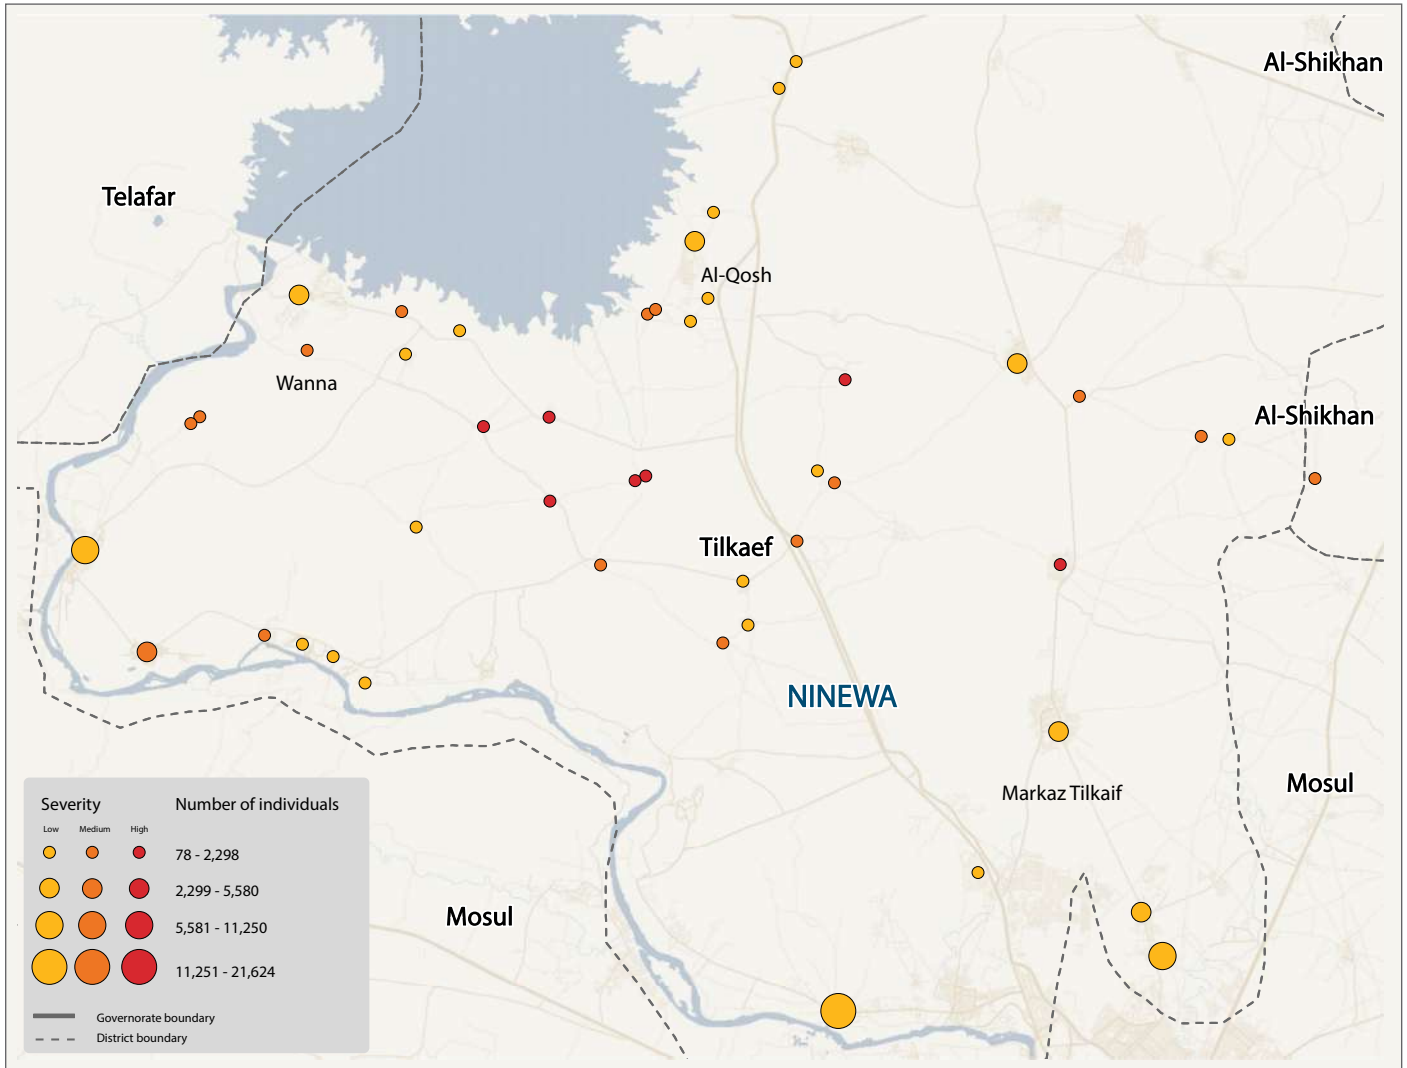 Al-Shikhan
Telafar
Al-Qosh
Wanna
Al-Shikhan
Tilkaef
NINEWA
Markaz Tilkaif
Mosul
Mosul
Severity
Number of individuals
Low
Medium
High
78 - 2,298
2,299 - 5,580
5,581 - 11,250
11,251 - 21,624
Governorate boundary
District boundary